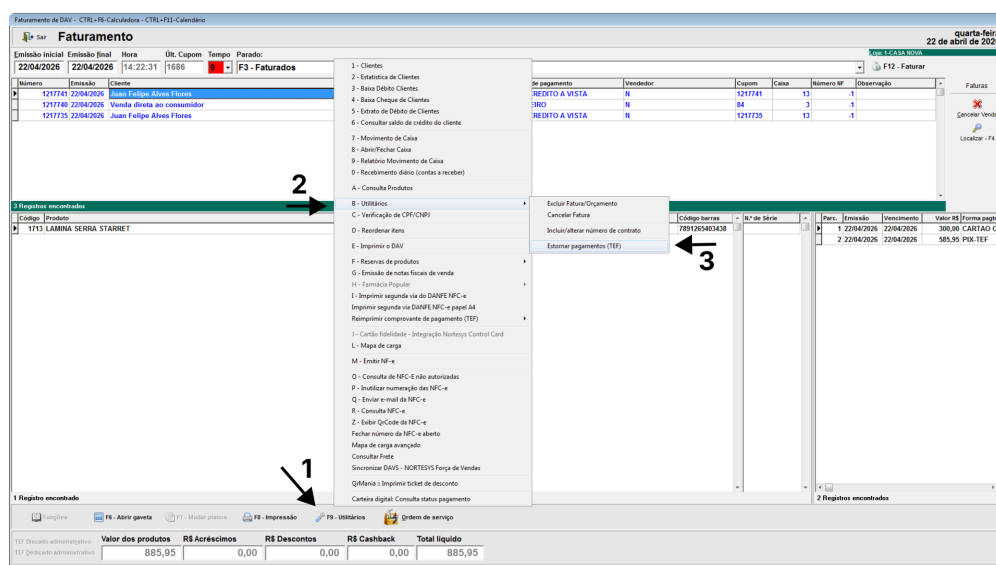 Faturamento de DAV - CTRL+F6-Calculadora - CTRL+F11-Calendário
Sair Faturamento
quarta-feira
22 de abril de 2026
Loja: 1-CASA NOVA
Emissão inicial Emissão final Hora Últ. Cupom Tempo Parado:
22/04/2026 22/04/2026 14:22:31 1686 0 F3 - Faturados
F12 - Faturar
Número Emissão Cliente de pagamento Vendedor Cupom Caixa Número NF Observação
1217741 22/04/2026 Juan Felipe Alves Flores REDITO A VISTA N 1217741 13 -1
1217740 22/04/2026 Venda direta ao consumidor EIRO N 84 3 -1
1217735 22/04/2026 Juan Felipe Alves Flores REDITO A VISTA N 1217735 13 -1
Faturas
Cancelar Venda
Localizar - F4
1 - Clientes
2 - Estatística de Clientes
3 - Baixa Débito Clientes
4 - Baixa Cheque de Clientes
5 - Extrato de Débito de Clientes
6 - Consultar saldo de crédito do cliente
7 - Movimento de Caixa
8 - Abrir/Fechar Caixa
9 - Relatório Movimento de Caixa
0 - Recebimento diário (contas a receber)
A - Consulta Produtos
B - Utilitários
C - Verificação de CPF/CNPJ
D - Reordenar itens
E - Imprimir o DAV
F - Reservas de produtos
G - Emissão de notas fiscais de venda
H - Farmácia Popular
I - Imprimir segunda via do DANFE NFC-e
Imprimir segunda via DANFE NFC-e papel A4
Reimprimir comprovante de pagamento (TEF)
J - Cartão fidelidade - Integração Nortesys Control Card
L - Mapa de carga
M - Emitir NF-e
O - Consulta de NFC-E não autorizadas
P - Inutilizar numeração das NFC-e
Q - Enviar e-mail da NFC-e
R - Consulta NFC-e
Z - Exibir QrCode da NFC-e
Fechar número da NFC-e aberto
Mapa de carga avançado
Consultar Frete
Sincronizar DAVS - NORTESYS Força de Vendas
QrMania :: Imprimir ticket de desconto
Carteira digital: Consulta status pagamento
Excluir Fatura/Orçamento
Cancelar Fatura
Incluir/alterar número de contrato
Estornar pagamentos (TEF)
2
3
1
3 Registros encontrados
Código Produto Código barras N.º de Série Parc. Emissão Vencimento Valor R$ Forma pagto
1713 LAMINA SERRA STARRET 7891265403438 1 22/04/2026 22/04/2026 300,00 CARTAO C
2 22/04/2026 22/04/2026 585,95 PIX-TEF
1 Registro encontrado 2 Registros encontrados
Funções F6 - Abrir gaveta F7 - Mudar planos F8 - Impressão F9 - Utilitários Ordem de serviço
TEF Discado administrativo Valor dos produtos R$ Acréscimos R$ Descontos R$ Cashback Total líquido
TEF Dedicado administrativo 885,95 0,00 0,00 0,00 885,95